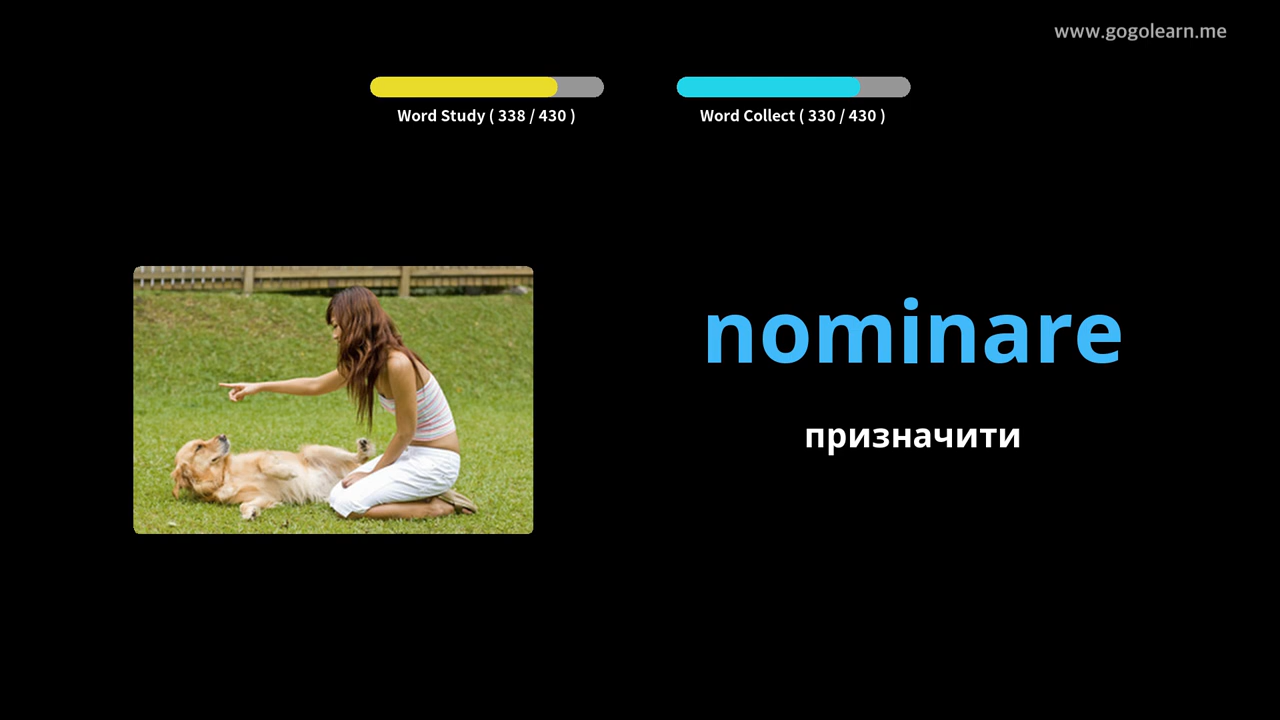 www.gogolearn.me
Word Study ( 338 / 430 )
Word Collect ( 330 / 430 )
nominare
призначити